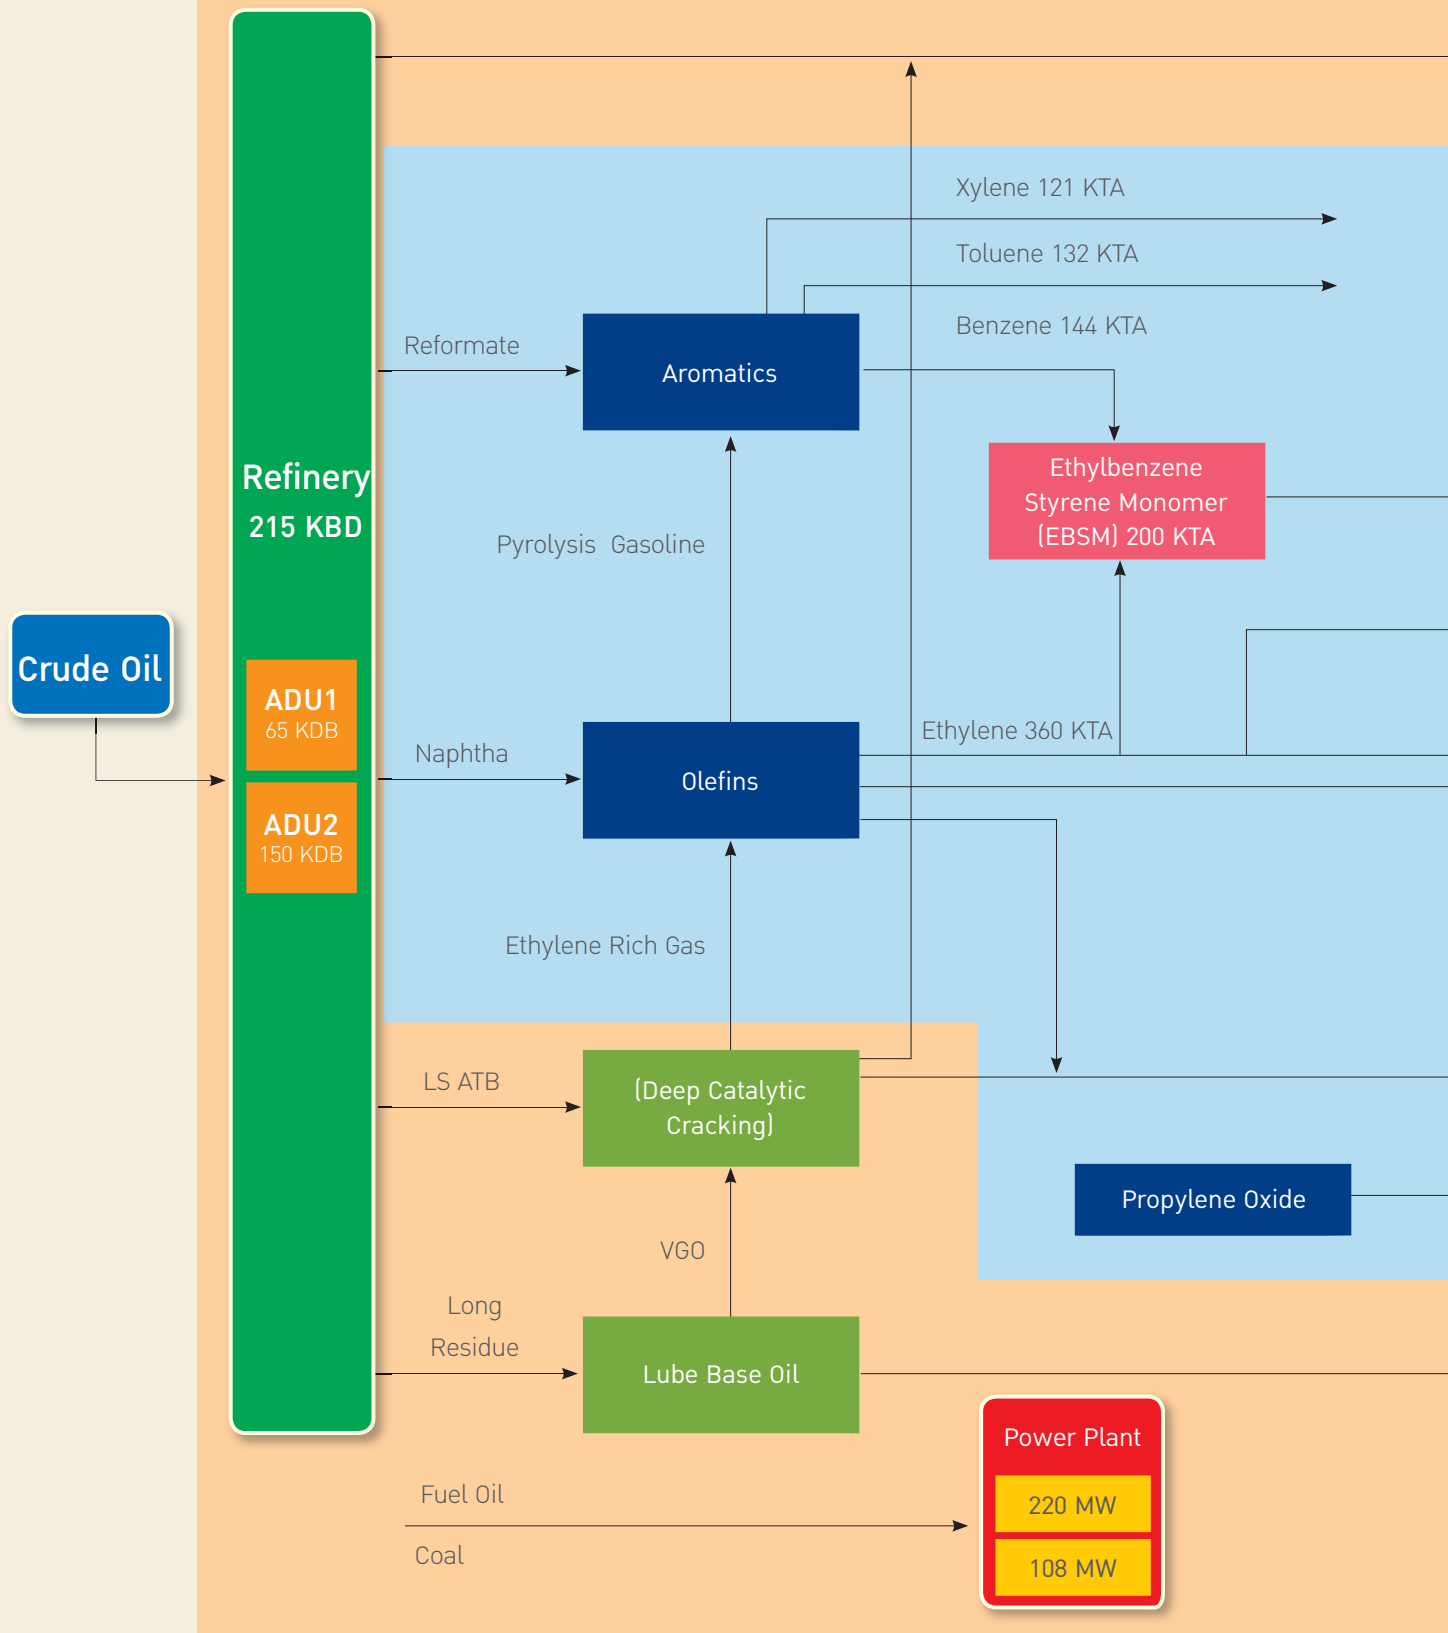 Xylene 121 KTA
Toluene 132 KTA
Benzene 144 KTA
Reformate
Aromatics
Refinery
215 KBD
Ethylbenzene
Styrene Monomer
(EBSM) 200 KTA
Pyrolysis Gasoline
Crude Oil
ADU1
65 KDB
Naphtha
Olefins
Ethylene 360 KTA
ADU2
150 KDB
Ethylene Rich Gas
LS ATB
(Deep Catalytic
Cracking)
Propylene Oxide
VGO
Long
Residue
Lube Base Oil
Power Plant
220 MW
108 MW
Fuel Oil
Coal